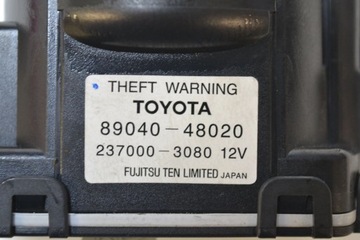 THEFT WARNING
TOYOTA
89040-48020
237000-3080 12V
FUJITSU TEN LIMITED JAPAN